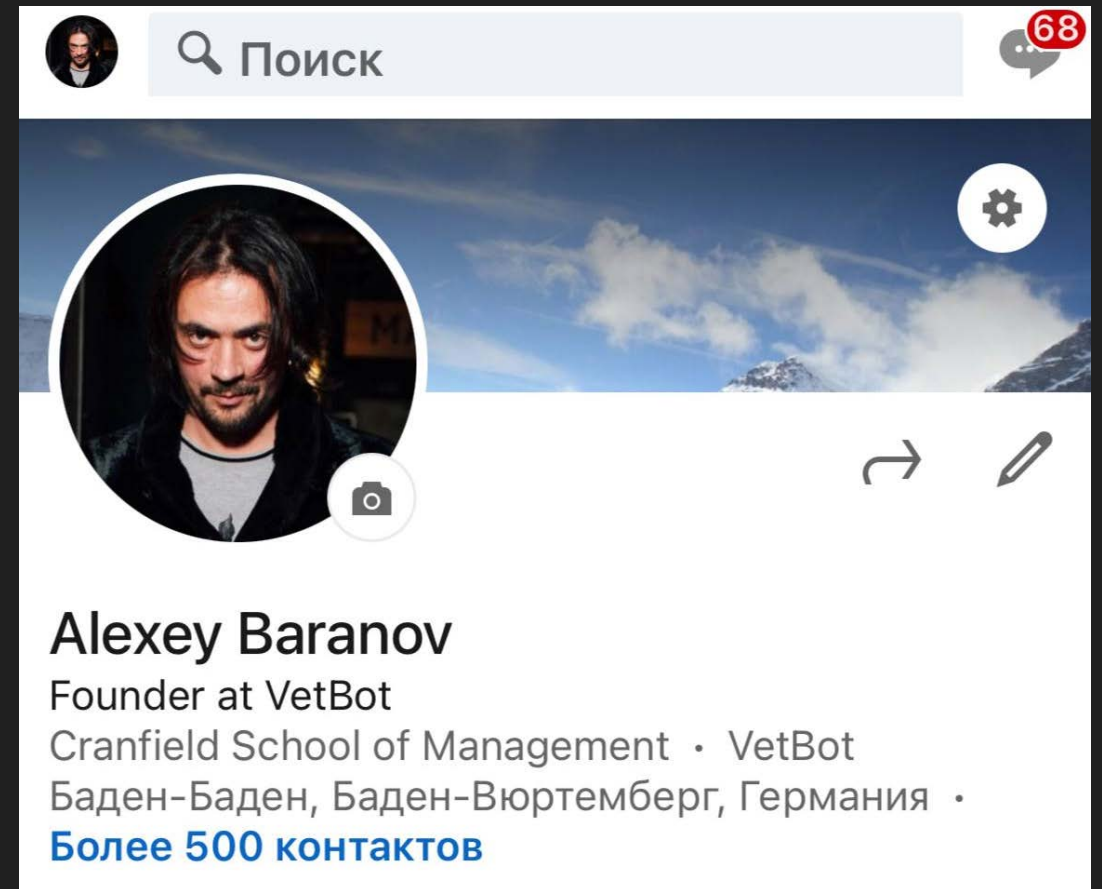 Поиск
68
Alexey Baranov
Founder at VetBot
Cranfield School of Management • VetBot
Баден-Баден, Баден-Вюртемберг, Германия •
Более 500 контактов